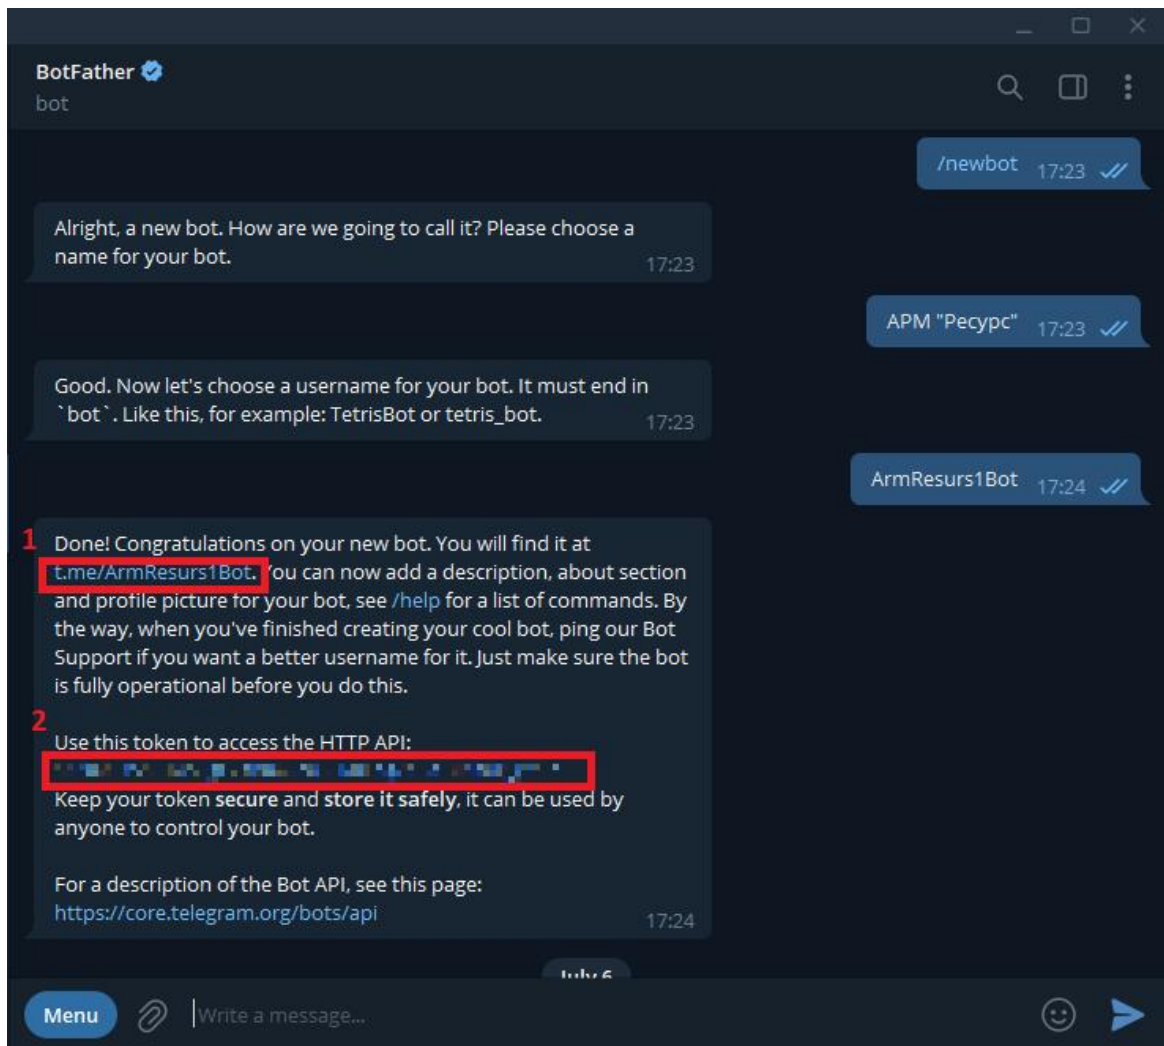 BotFather
bot
/newbot 17:23
Alright, a new bot. How are we going to call it? Please choose a
name for your bot.
17:23
АРМ "Ресурс" 17:23
Good. Now let's choose a username for your bot. It must end in
`bot`. Like this, for example: TetrisBot or tetris_bot.
17:23
ArmResurs1Bot 17:24
1
Done! Congratulations on your new bot. You will find it at
t.me/ArmResurs1Bot. You can now add a description, about section
and profile picture for your bot, see /help for a list of commands. By
the way, when you've finished creating your cool bot, ping our Bot
Support if you want a better username for it. Just make sure the bot
is fully operational before you do this.
2
Use this token to access the HTTP API:
Keep your token secure and store it safely, it can be used by
anyone to control your bot.
For a description of the Bot API, see this page:
https://core.telegram.org/bots/api
17:24
July 6
Menu
Write a message...